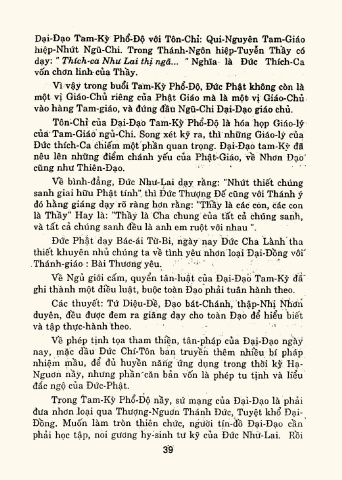 Đại-Đạo Tam-Kỳ Phổ-Độ với Tôn-Chỉ: Qui-Nguyên Tam-Giáo
hiệp-Nhứt Ngũ-Chi. Trong Thánh-Ngôn hiệp-Tuyễn Thầy có
dạy: " Thích-ca Như Lai thị ngã... " Nghĩa là Đức Thích-Ca
vốn chơn linh của Thầy.
Vì vậy trong buổi Tam-Kỳ Phổ-Độ, Đức Phật không còn là
một vị Giáo-Chủ riêng của Phật Giáo mà là một vị Giáo-Chủ
vào hàng Tam-giáo, và đứng đầu Ngũ-Chi Đại-Đạo giáo chủ.
Tôn-Chỉ của Đại-Đạo Tam-Kỳ Phổ-Độ là hóa họp Giáo-lý
của Tam-Giáo ngủ-Chi. Song xét kỹ ra, thì những Giáo-lý của
Đức thích-Ca chiếm một phần quan trọng. Đại-Đạo tam-Kỳ đã
nêu lên những điểm chánh yếu của Phật-Giáo, về Nhơn Đạo
cũng như Thiên-Đạo.
Về bình-đẳng, Đức Như-Lai dạy rằng: "Nhứt thiết chúng
sanh giai hữu Phật tính" thì Đức Thượng Đế cũng với Thánh ý
đó hằng giáng dạy rõ ràng hơn rằng: "Thầy là các con, các con
là Thầy" Hay là: "Thầy là Cha chung của tất cả chúng sanh,
và tất cả chúng sanh đều là anh em ruột với nhau ".
Đức Phật dạy Bác-ái Từ-Bi, ngày nay Đức Cha Lành tha
thiết khuyên nhủ chúng ta về tình yêu nhơn loại Đại-Đồng với
Thánh-giáo : Bài Thương yêu.
Về Ngủ giới cấm, quyển tân-luật của Đại-Đạo Tam-Kỳ đã
ghi thành một điều luật, buộc toàn Đạo phải tuân hành theo.
Các thuyết: Tứ Diệu-Đề, Đạo bát-Chánh, thập-Nhị Nhơn
duyên, đều được đem ra giãng dạy cho toàn Đạo để hiểu biết
và tập thực-hành theo.
Về phép tịnh tọa tham thiền, tân-pháp của Đại-Đạo ngày
nay, mặc dầu Đức Chí-Tôn ban truyền thêm nhiều bí pháp
nhiệm mầu, để đủ huyền năng ứng dụng trong thời kỳ Hạ-
Nguơn nầy, nhưng phần căn bản vốn là phép tu tịnh và liểu
đắc ngộ của Đức-Phật.
Trong Tam-Kỳ Phổ-Độ nầy, sứ mạng của Đại-Đạo là phải
đưa nhơn loại qua Thượng-Nguơn Thánh Đức, Tuyệt khổ Đại-
Đồng. Muốn làm tròn thiên chức, người tín-đồ Đại-Đạo cần
phải học tập, noi gương hy-sinh tư kỷ của Đức Như-Lai. Rồi
39